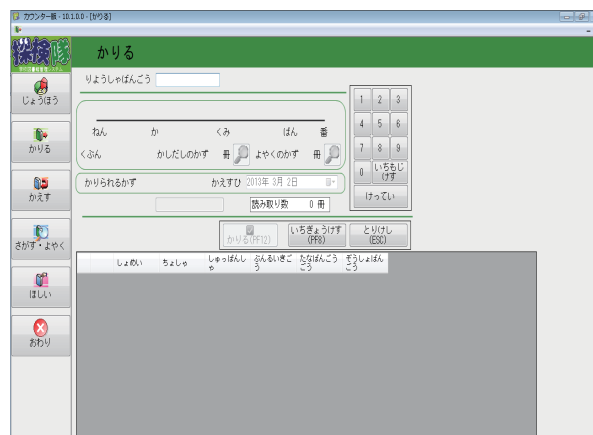 カウンター版 - 10.1.0.0 - [かりる]
探検隊
かりる
りようしゃばんごう
じょうほう
かりる
かえす
さがす・よやく
ほしい
おわり
ねん か くみ ばん 番
くぶん かしだしのかず 冊 よやくのかず 冊
かりられるかず かえすひ 2013年 3月 2日
読み取り数 0 冊
1 2 3
4 5 6
7 8 9
0 いちもじけす
けってい
かりる(PF12) いちぎょうけす(PF8) とりけし(ESC)
しょめい ちょしゃ しゅっぱんしゃ ぶんるいきごう たなばんごう ぞうしょばんごう